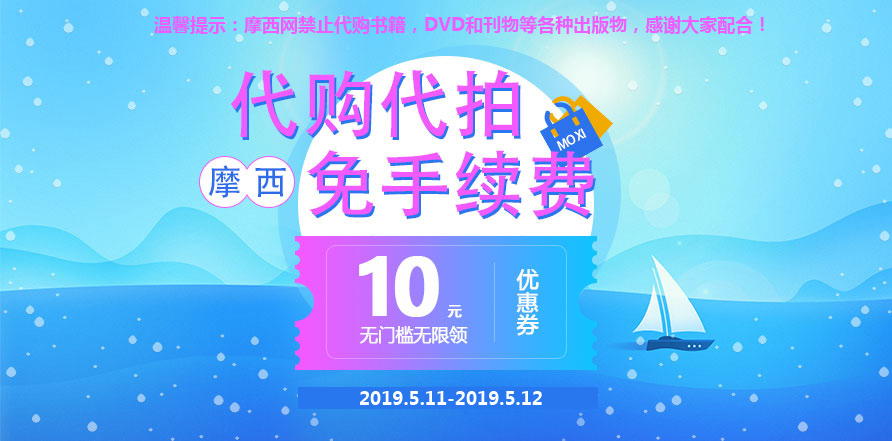 温馨提示：摩西网禁止代购书籍，DVD和刊物等各种出版物，感谢大家配合！
代购代拍
MOXI
摩西
免手续费
10元
无门槛无限领
优惠券
2019.5.11-2019.5.12